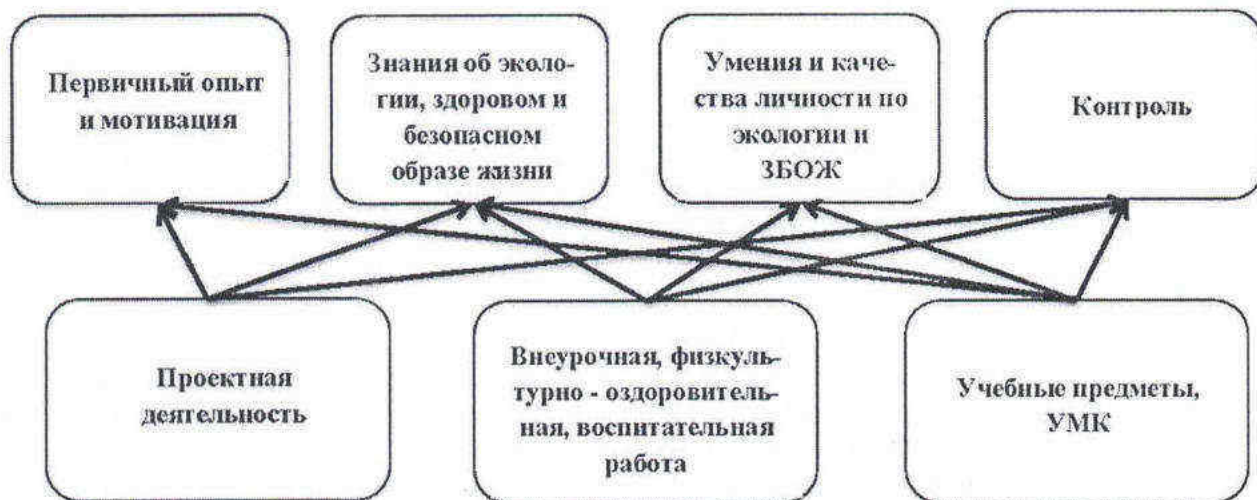 Первичный опыт
и мотивация
Знания об эколо-
гии, здоровом и
безопасном
образе жизни
Умения и каче-
ства личности по
экологии и
ЗБОЖ
Контроль
Проектная
деятельность
Внеурочная, физкуль-
турно - оздоровитель-
ная, воспитательная
работа
Учебные предметы,
УМК